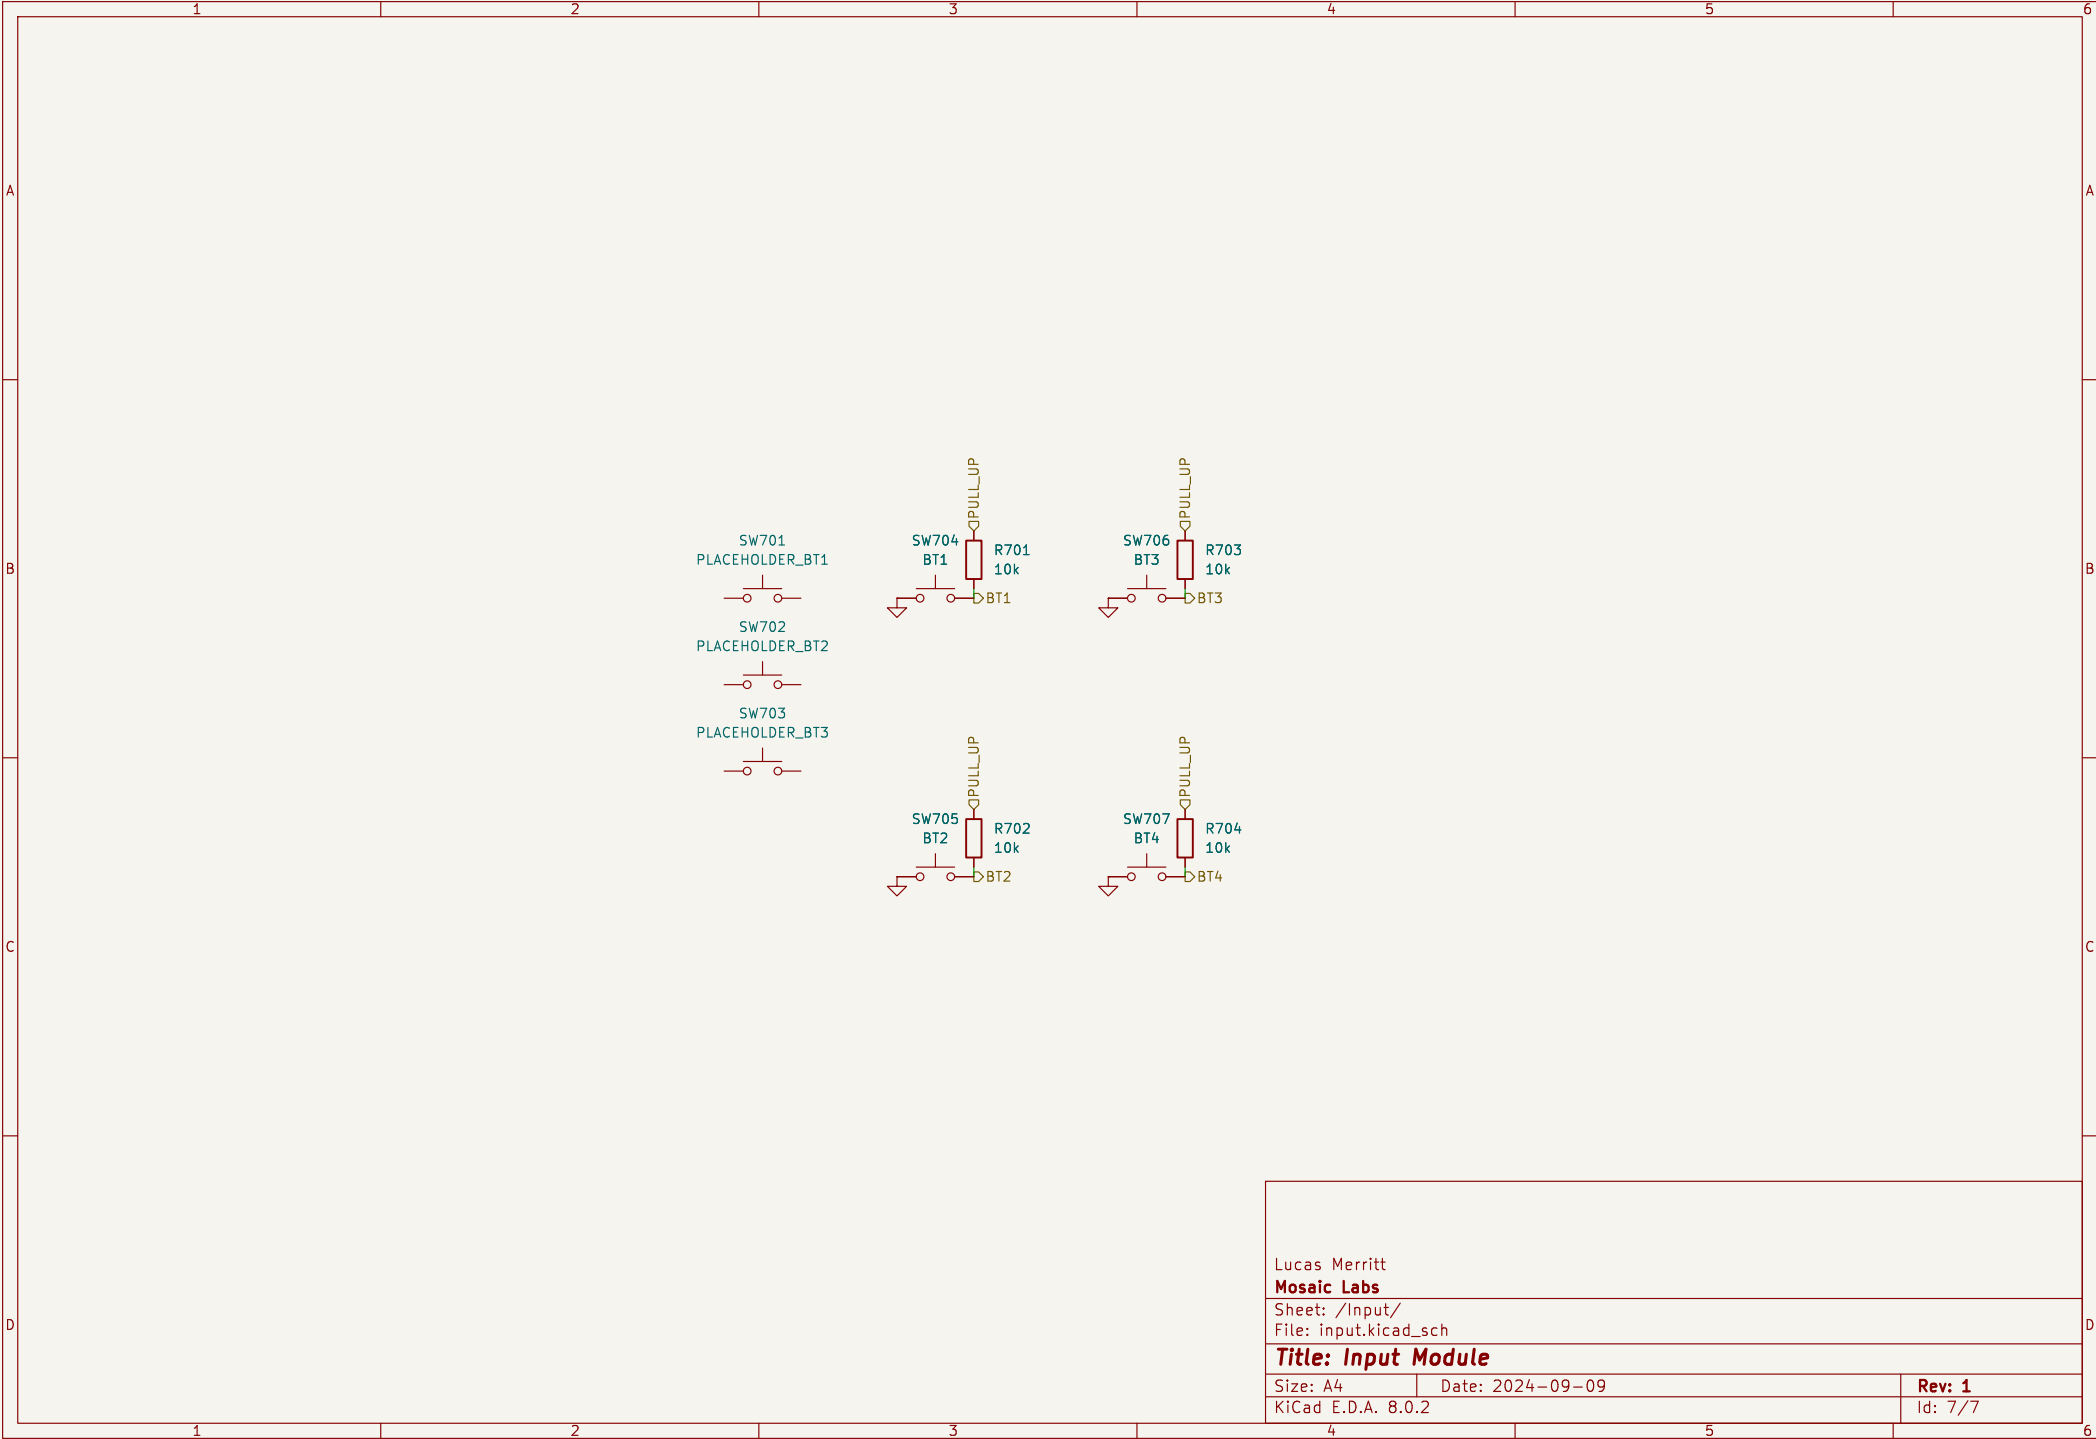 1 2 3 4 5 6
A A
PULL_UP PULL_UP
SW701
PLACEHOLDER_BT1
SW704
BT1
R701
10k
BT1
SW706
BT3
R703
10k
BT3
B B
SW702
PLACEHOLDER_BT2
SW703
PLACEHOLDER_BT3
PULL_UP PULL_UP
SW705
BT2
R702
10k
BT2
SW707
BT4
R704
10k
BT4
C C
Lucas Merritt
Mosaic Labs
Sheet: /Input/
File: input.kicad_sch
D D
Title: Input Module
Size: A4 Date: 2024-09-09 Rev: 1
KiCad E.D.A. 8.0.2 Id: 7/7
1 2 3 4 5 6